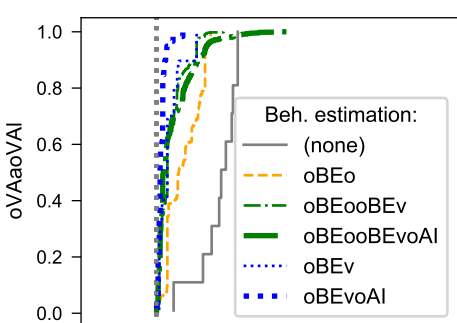 1.0
0.8
0.6
0.4
0.2
0.0
oVAaoVAI
Beh. estimation:
(none)
oBEo
oBEooBEv
oBEooBEvoAI
oBEv
oBEvoAI